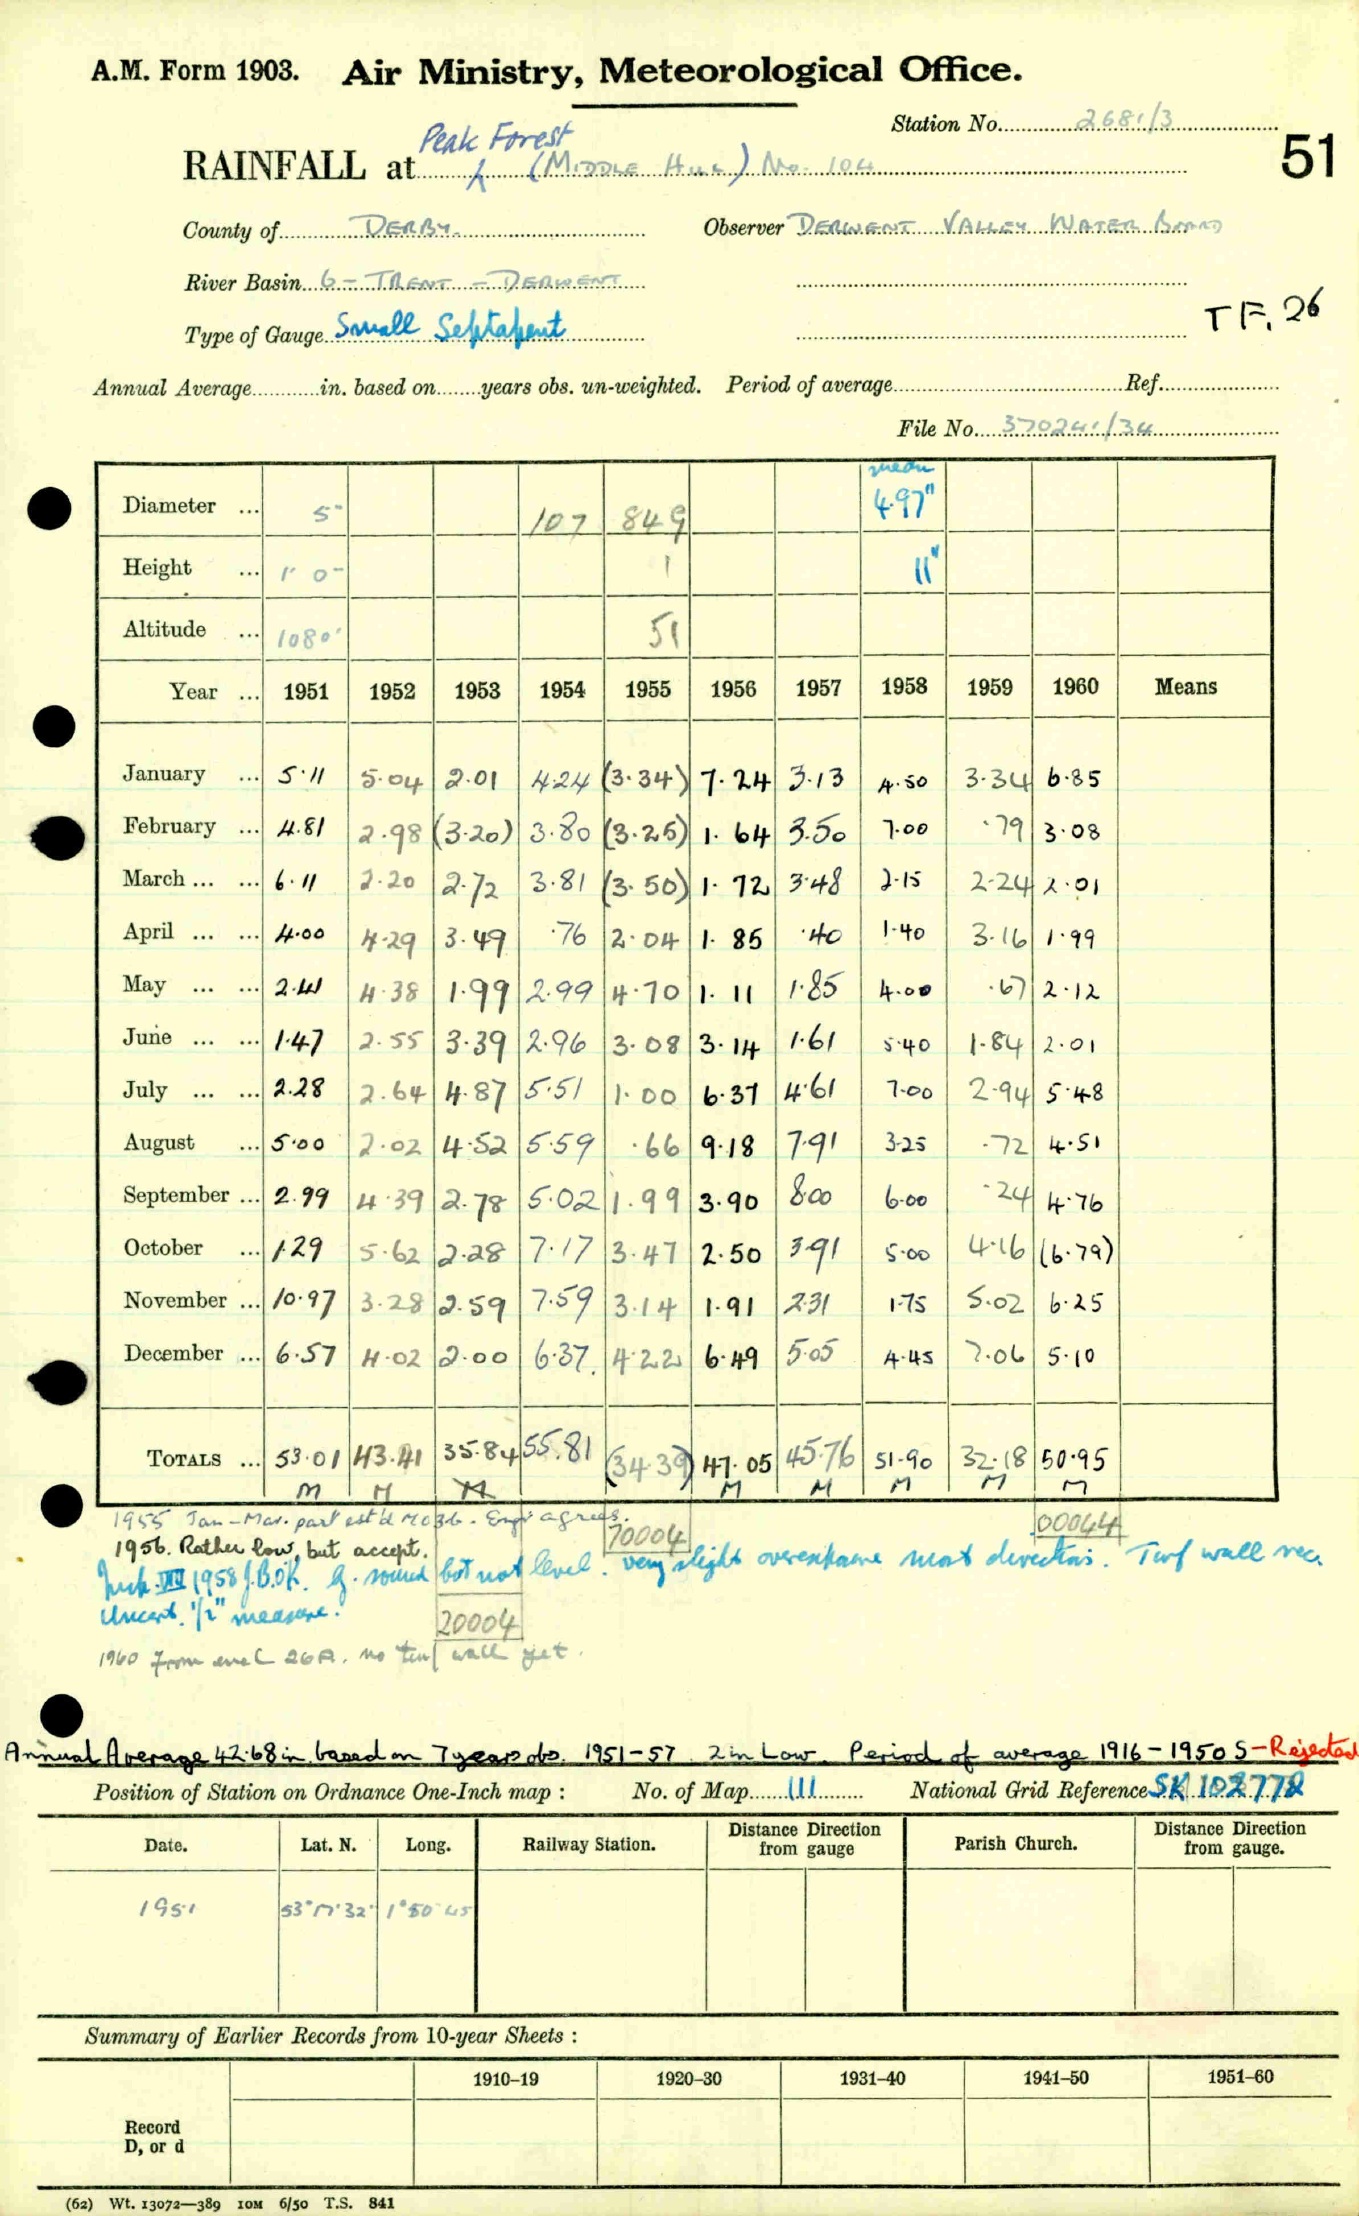 A.M. Form 1903. Air Ministry, Meteorological Office.
Station No. 2681/3
51
Peak Forest
RAINFALL at (MIDDLE HILL) No. 104
County of DERBY. Observer DERWENT VALLEY WATER BOARD
River Basin 6 - TRENT - DERWENT
Type of Gauge Small Septapent
T F. 26
Annual Average in. based on years obs. un-weighted. Period of average Ref.
File No. 370241/34
Diameter ... 5" 107 849 mean 4.97"
Height ... 1' 0" 1 11"
Altitude ... 1080' 51
Year ... 1951 1952 1953 1954 1955 1956 1957 1958 1959 1960 Means
January ... 5.11 5.04 2.01 4.24 (3.34) 7.24 3.13 4.50 3.34 6.85
February ... 4.81 2.98 (3.20) 3.80 (3.25) 1.64 3.50 7.00 .79 3.08
March ... ... 6.11 2.20 2.72 3.81 (3.50) 1.72 3.48 2.15 2.24 2.01
April ... ... 4.00 4.29 3.49 .76 2.04 1.85 .40 1.40 3.16 1.99
May ... ... 2.41 4.38 1.99 2.99 4.70 1.11 1.85 4.00 .67 2.12
June ... ... 1.47 2.55 3.39 2.96 3.08 3.14 1.61 5.40 1.84 2.01
July ... ... 2.28 2.64 4.87 5.51 1.00 6.37 4.61 7.00 2.94 5.48
August ... 5.00 2.02 4.52 5.59 .66 9.18 7.91 3.25 .72 4.51
September ... 2.99 4.39 2.78 5.02 1.99 3.90 8.00 6.00 .24 4.76
October ... 1.29 5.62 2.28 7.17 3.47 2.50 3.91 5.00 4.16 (6.79)
November ... 10.97 3.28 2.59 7.59 3.14 1.91 2.31 1.75 5.02 6.25
December ... 6.57 4.02 2.00 6.37. 4.22 6.49 5.05 4.45 7.06 5.10
TOTALS ... 53.01 43.41 35.84 55.81 (34.39) 47.05 45.76 51.90 32.18 50.95
M M M M M M M M
1955 Jan - Mar. part est'd MO3b. Engr agrees.
70004 00044
1956. Rather low, but accept.
Insp. VIII 1958 J.B.OK. G. sound but not level. very slight overexposure most directions. Turf wall rec.
Uncert. 1/2" measure.
20004
1960 From encl 26A. no turf wall yet.
Annual Average 42.68 in. based on 7 years obs. 1951-57. 2 in Low. Period of average 1916-1950 S - Rejected
Position of Station on Ordnance One-Inch map : No. of Map 111 National Grid Reference SK 102772
Date. Lat. N. Long. Railway Station. Distance Direction from gauge Parish Church. Distance Direction from gauge.
1951 53° 17' 32" 1° 50' 45
Summary of Earlier Records from 10-year Sheets :
1910-19 1920-30 1931-40 1941-50 1951-60
Record
D, or d
(62) Wt. 13072—389 10M 6/50 T.S. 841